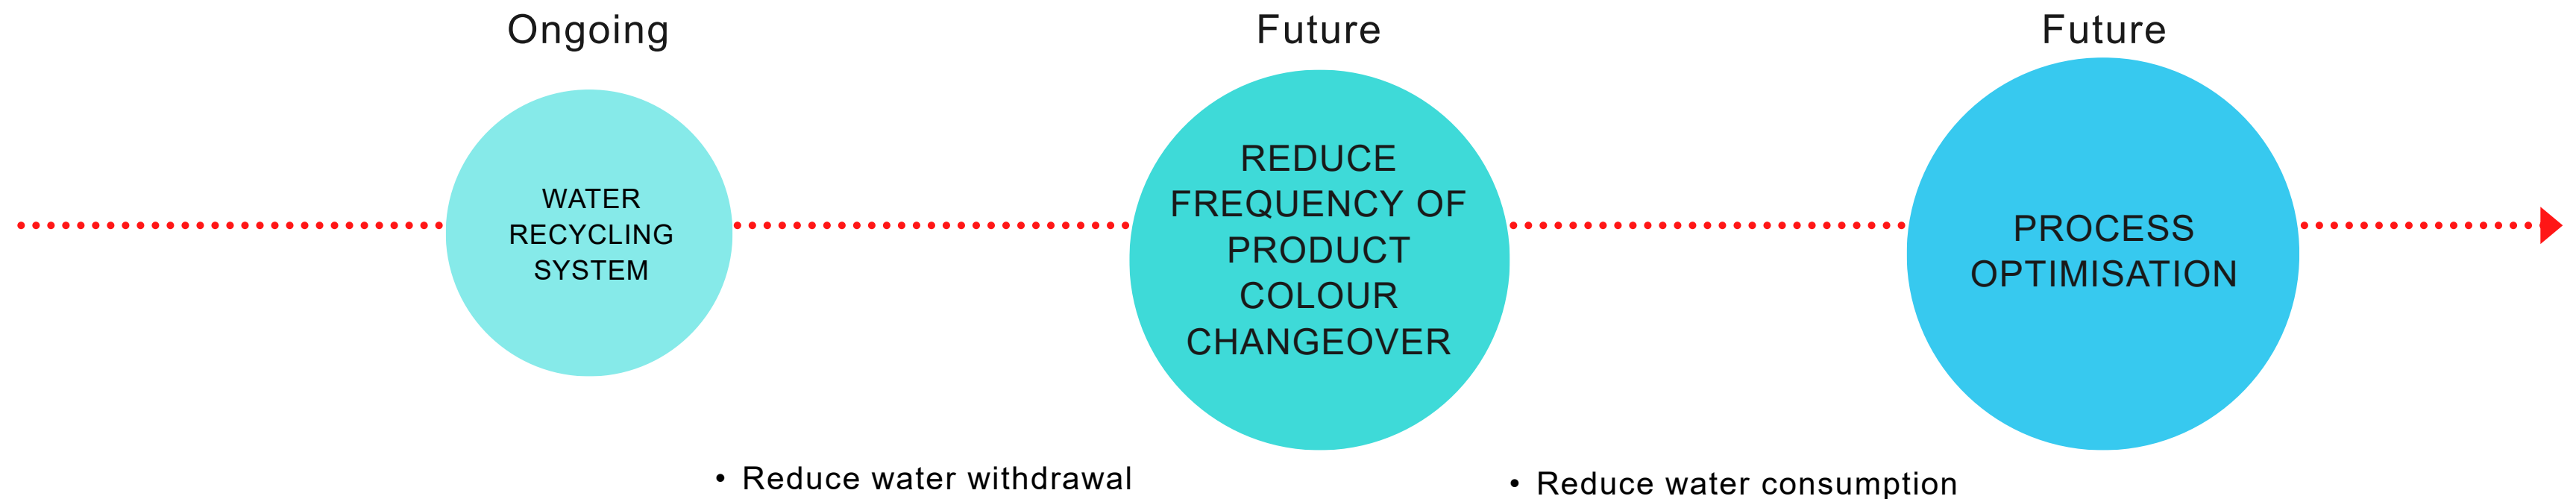 Ongoing
Future
Future
WATER
RECYCLING
SYSTEM
REDUCE
FREQUENCY OF
PRODUCT
COLOUR
CHANGEOVER
PROCESS
OPTIMISATION
• Reduce water withdrawal
• Reduce water consumption